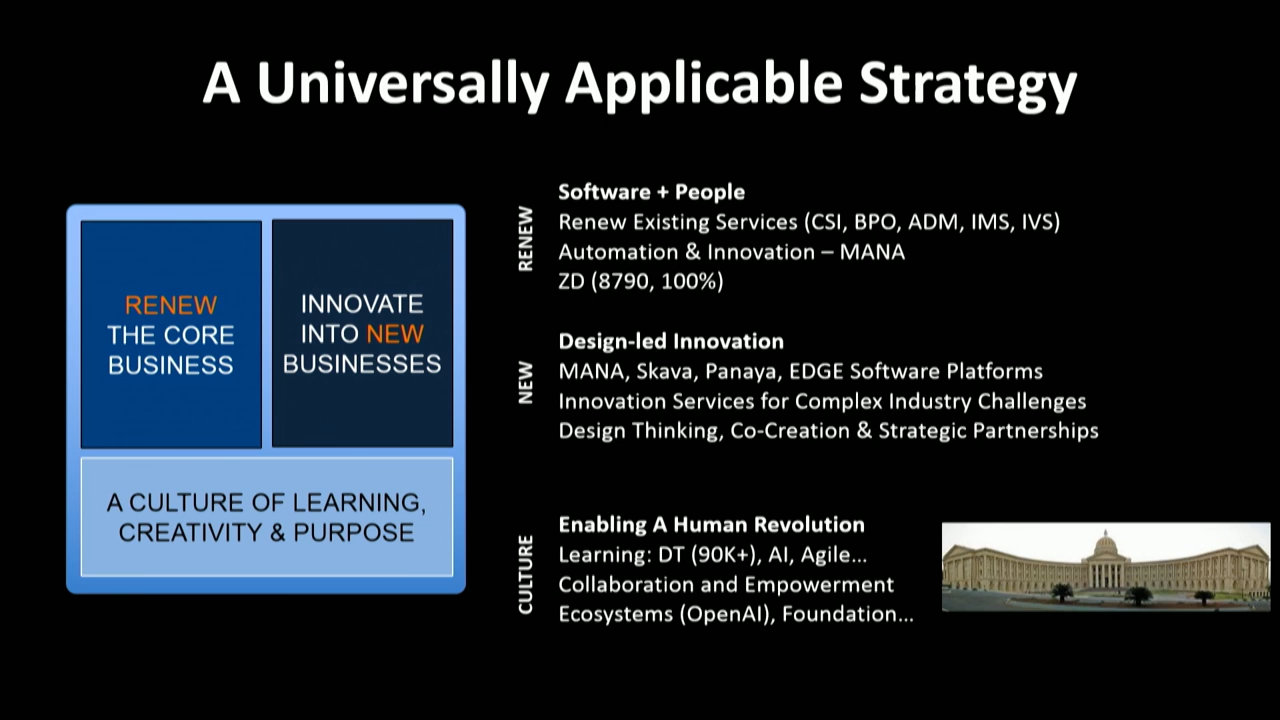 A Universally Applicable Strategy
RENEW
THE CORE
BUSINESS
INNOVATE
INTO NEW
BUSINESSES
A CULTURE OF LEARNING,
CREATIVITY & PURPOSE
RENEW
Software + People
Renew Existing Services (CSI, BPO, ADM, IMS, IVS)
Automation & Innovation – MANA
ZD (8790, 100%)
NEW
Design-led Innovation
MANA, Skava, Panaya, EDGE Software Platforms
Innovation Services for Complex Industry Challenges
Design Thinking, Co-Creation & Strategic Partnerships
CULTURE
Enabling A Human Revolution
Learning: DT (90K+), AI, Agile...
Collaboration and Empowerment
Ecosystems (OpenAI), Foundation...